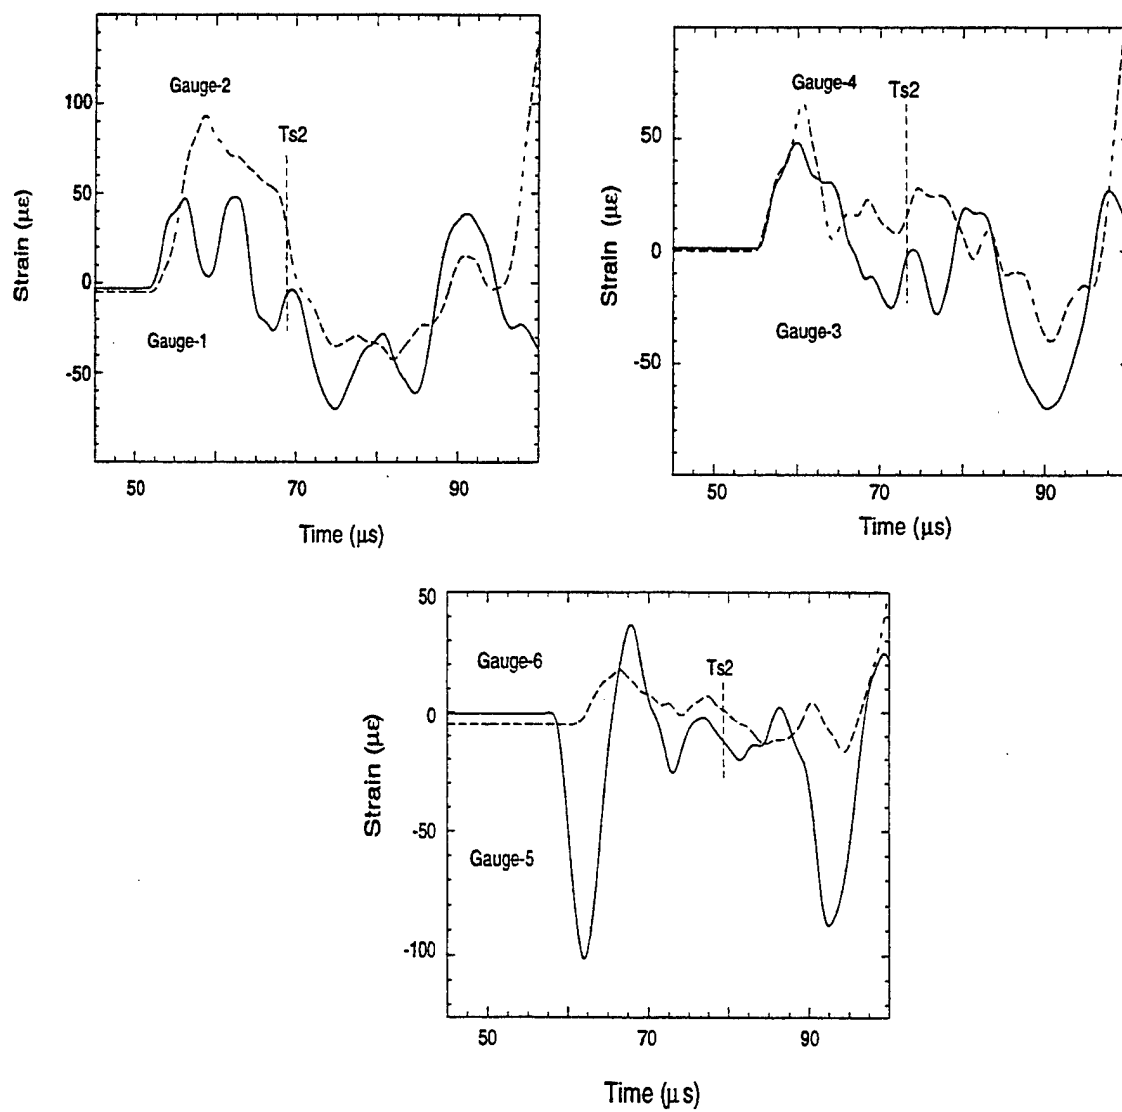 Gauge-2
Ts2
100
50
0
-50
Strain (με)
Gauge-1
50 70 90
Time (μs)
Gauge-4
Ts2
50
0
-50
Strain (με)
Gauge-3
50 70 90
Time (μs)
50
Gauge-6
Ts2
0
-50
-100
Strain (με)
Gauge-5
50 70 90
Time (μs)